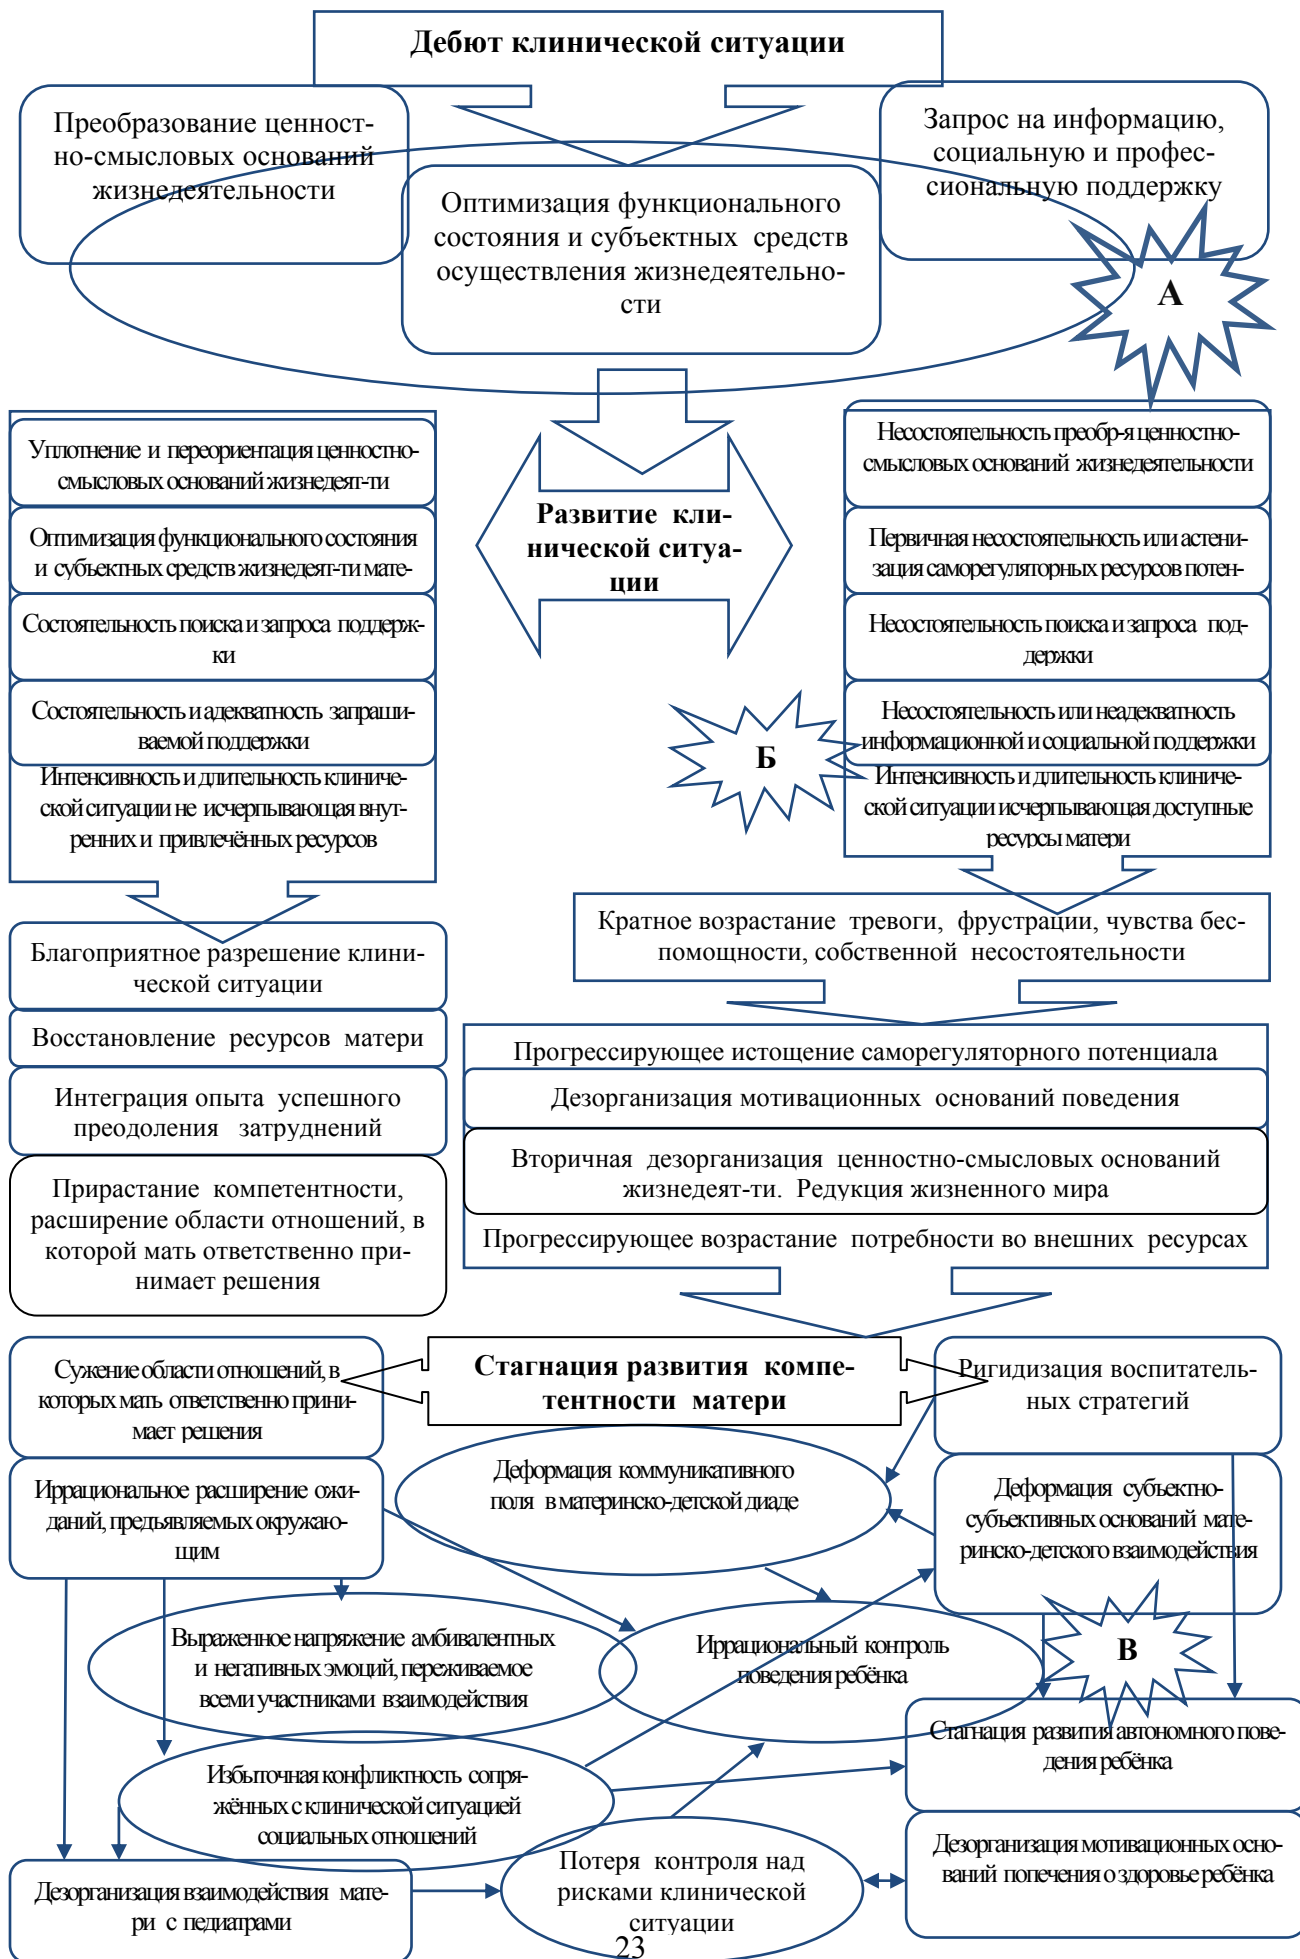 Дебют клинической ситуации
Преобразование ценност-
но-смысловых оснований
жизнедеятельности
Запрос на информацию,
социальную и профес-
сиональную поддержку
Оптимизация функционального
состояния и субъектных средств
осуществления жизнедеятельно-
сти
А
Уплотнение и переориентация ценностно-
смысловых оснований жизнедеят-ти
Оптимизация функционального состояния
и субъектных средств жизнедеят-ти мате-
Состоятельность поиска и запроса поддерж-
ки
Состоятельность и адекватность запраши-
ваемой поддержки
Интенсивность и длительность клиниче-
ской ситуации не исчерпывающая внут-
ренних и привлечённых ресурсов
Развитие кли-
нической ситуа-
ции
Несостоятельность преобр-я ценностно-
смысловых оснований жизнедеятельности
Первичная несостоятельность или астени-
зация саморегуляторных ресурсов потен-
Несостоятельность поиска и запроса под-
держки
Несостоятельность или неадекватность
информационной и социальной поддержки
Интенсивность и длительность клиниче-
ской ситуации исчерпывающая доступные
ресурсы матери
Б
Благоприятное разрешение клини-
ческой ситуации
Восстановление ресурсов матери
Интеграция опыта успешного
преодоления затруднений
Прирастание компетентности,
расширение области отношений, в
которой мать ответственно при-
нимает решения
Кратное возрастание тревоги, фрустрации, чувства бес-
помощности, собственной несостоятельности
Прогрессирующее истощение саморегуляторного потенциала
Дезорганизация мотивационных оснований поведения
Вторичная дезорганизация ценностно-смысловых оснований
жизнедеят-ти. Редукция жизненного мира
Прогрессирующее возрастание потребности во внешних ресурсах
Сужение области отношений, в
которых мать ответственно прини-
мает решения
Стагнация развития компе-
тентности матери
Ригидизация воспитатель-
ных стратегий
Иррациональное расширение ожи-
даний, предъявляемых окружаю-
щим
Деформация коммуникативного
поля в материнско-детской диаде
Деформация субъектно-
субъективных оснований мате-
ринско-детского взаимодействия
Выраженное напряжение амбивалентных
и негативных эмоций, переживаемое
всеми участниками взаимодействия
Иррациональный контроль
поведения ребёнка
В
Стагнация развития автономного пове-
дения ребёнка
Избыточная конфликтность сопря-
жённых с клинической ситуацией
социальных отношений
Дезорганизация взаимодействия мате-
ри с педиатрами
Потеря контроля над
рисками клинической
ситуации
Дезорганизация мотивационных осно-
ваний попечения о здоровье ребёнка
23